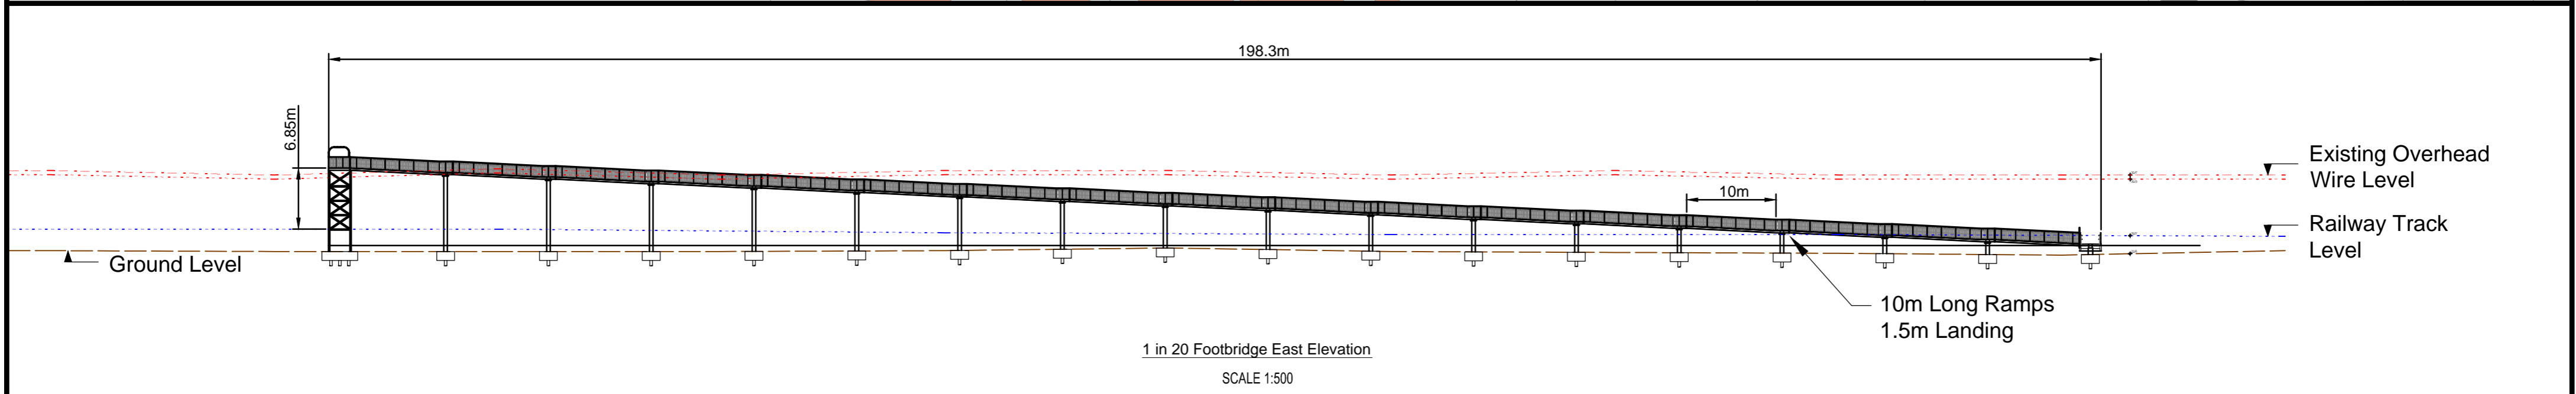 198.3m
6.85m
Existing Overhead
Wire Level
10m
Railway Track
Level
Ground Level
10m Long Ramps
1.5m Landing
1 in 20 Footbridge East Elevation
SCALE 1:500